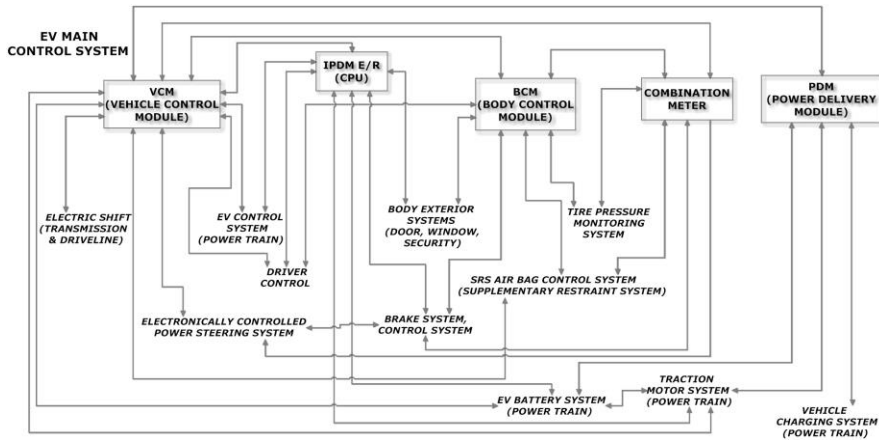 EV MAIN
CONTROL SYSTEM
VCM
(VEHICLE CONTROL
MODULE)
IPDM E/R
(CPU)
BCM
(BODY CONTROL
MODULE)
COMBINATION
METER
PDM
(POWER DELIVERY
MODULE)
ELECTRIC SHIFT
(TRANSMISSION
& DRIVELINE)
EV CONTROL
SYSTEM
(POWER TRAIN)
BODY EXTERIOR
SYSTEMS
(DOOR, WINDOW,
SECURITY)
TIRE PRESSURE
MONITORING
SYSTEM
DRIVER
CONTROL
SRS AIR BAG CONTROL SYSTEM
(SUPPLEMENTARY RESTRAINT SYSTEM)
ELECTRONICALLY CONTROLLED
POWER STEERING SYSTEM
BRAKE SYSTEM,
CONTROL SYSTEM
EV BATTERY SYSTEM
(POWER TRAIN)
TRACTION
MOTOR SYSTEM
(POWER TRAIN)
VEHICLE
CHARGING SYSTEM
(POWER TRAIN)